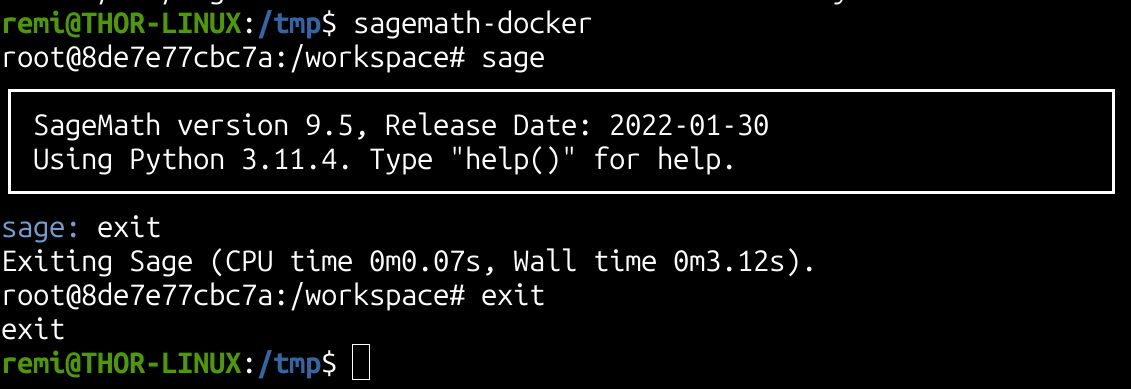 remi@THOR-LINUX:/tmp$ sagemath-docker
root@8de7e77cbc7a:/workspace# sage
SageMath version 9.5, Release Date: 2022-01-30
Using Python 3.11.4. Type "help()" for help.
sage: exit
Exiting Sage (CPU time 0m0.07s, Wall time 0m3.12s).
root@8de7e77cbc7a:/workspace# exit
exit
remi@THOR-LINUX:/tmp$